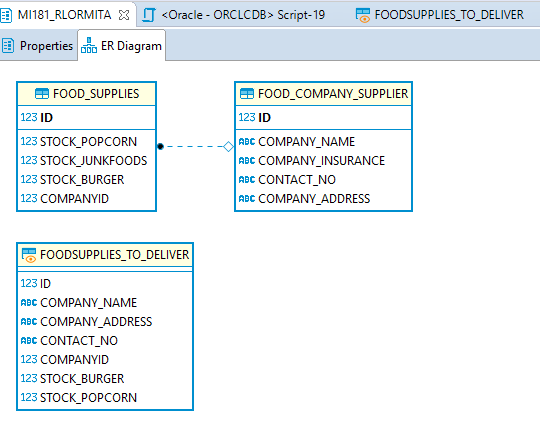 MI181_RLORMITA
<Oracle - ORCLCDB> Script-19
FOODSUPPLIES_TO_DELIVER
Properties
ER Diagram
FOOD_SUPPLIES
123 ID
123 STOCK_POPCORN
123 STOCK_JUNKFOODS
123 STOCK_BURGER
123 COMPANYID
FOOD_COMPANY_SUPPLIER
123 ID
ABC COMPANY_NAME
ABC COMPANY_INSURANCE
ABC CONTACT_NO
ABC COMPANY_ADDRESS
FOODSUPPLIES_TO_DELIVER
123 ID
ABC COMPANY_NAME
ABC COMPANY_ADDRESS
ABC CONTACT_NO
123 COMPANYID
123 STOCK_BURGER
123 STOCK_POPCORN